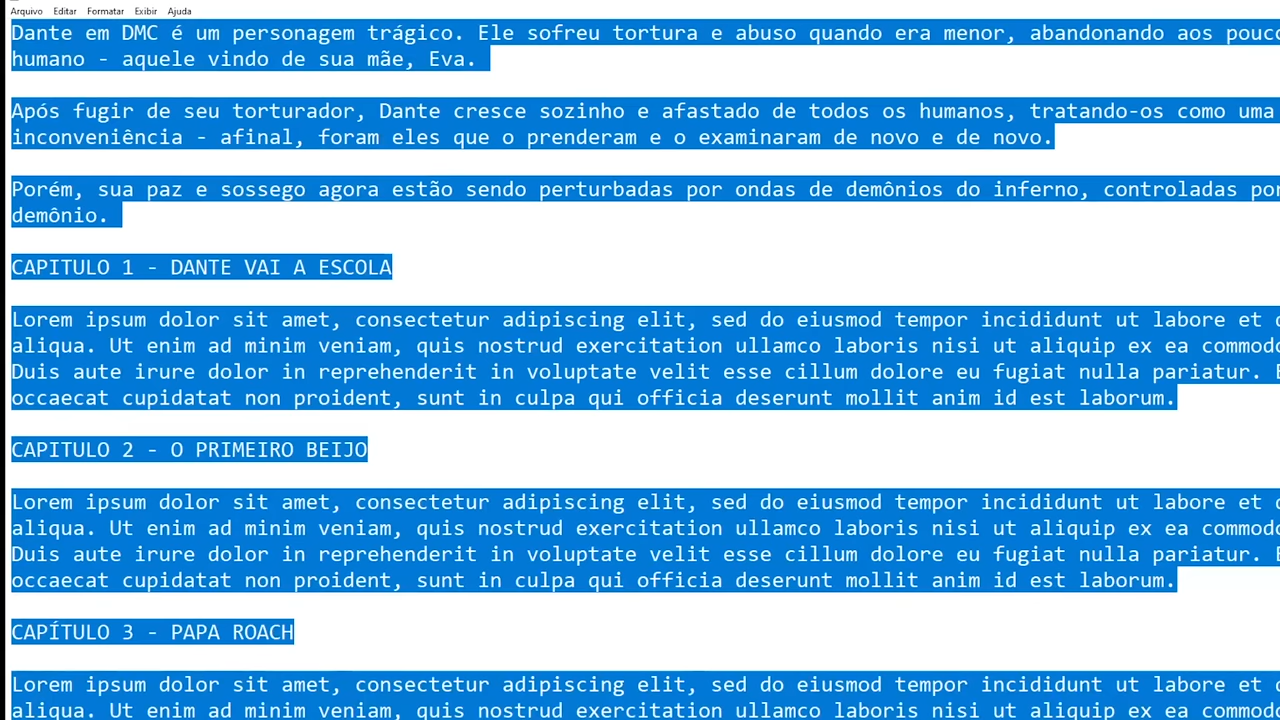 Arquivo Editar Formatar Exibir Ajuda
Dante em DMC é um personagem trágico. Ele sofreu tortura e abuso quando era menor, abandonando aos
humano - aquele vindo de sua mãe, Eva.
Após fugir de seu torturador, Dante cresce sozinho e afastado de todos os humanos, tratando-os como uma
inconveniência - afinal, foram eles que o prenderam e o examinaram de novo e de novo.
Porém, sua paz e sossego agora estão sendo perturbadas por ondas de demônios do inferno, controladas
demônio.
CAPITULO 1 - DANTE VAI A ESCOLA
Lorem ipsum dolor sit amet, consectetur adipiscing elit, sed do eiusmod tempor incididunt ut labore et
aliqua. Ut enim ad minim veniam, quis nostrud exercitation ullamco laboris nisi ut aliquip ex ea
Duis aute irure dolor in reprehenderit in voluptate velit esse cillum dolore eu fugiat nulla pariatur.
occaecat cupidatat non proident, sunt in culpa qui officia deserunt mollit anim id est laborum.
CAPITULO 2 - O PRIMEIRO BEIJO
Lorem ipsum dolor sit amet, consectetur adipiscing elit, sed do eiusmod tempor incididunt ut labore et
aliqua. Ut enim ad minim veniam, quis nostrud exercitation ullamco laboris nisi ut aliquip ex ea
Duis aute irure dolor in reprehenderit in voluptate velit esse cillum dolore eu fugiat nulla pariatur.
occaecat cupidatat non proident, sunt in culpa qui officia deserunt mollit anim id est laborum.
CAPÍTULO 3 - PAPA ROACH
Lorem ipsum dolor sit amet, consectetur adipiscing elit, sed do eiusmod tempor incididunt ut labore et
aliqua. Ut enim ad minim veniam, quis nostrud exercitation ullamco laboris nisi ut aliquip ex ea